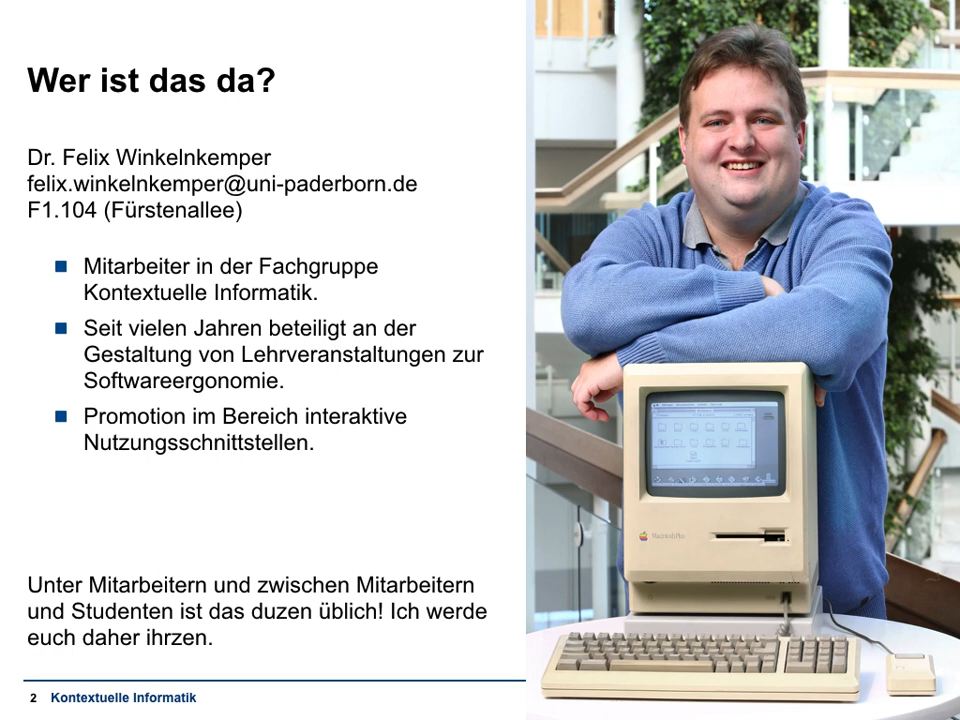 Wer ist das da?
Dr. Felix Winkelnkemper
felix.winkelnkemper@uni-paderborn.de
F1.104 (Fürstenallee)
Mitarbeiter in der Fachgruppe
Kontextuelle Informatik.
Seit vielen Jahren beteiligt an der
Gestaltung von Lehrveranstaltungen zur
Softwareergonomie.
Promotion im Bereich interaktive
Nutzungsschnittstellen.
Macintosh Plus
Unter Mitarbeitern und zwischen Mitarbeitern
und Studenten ist das duzen üblich! Ich werde
euch daher ihrzen.
2 Kontextuelle Informatik